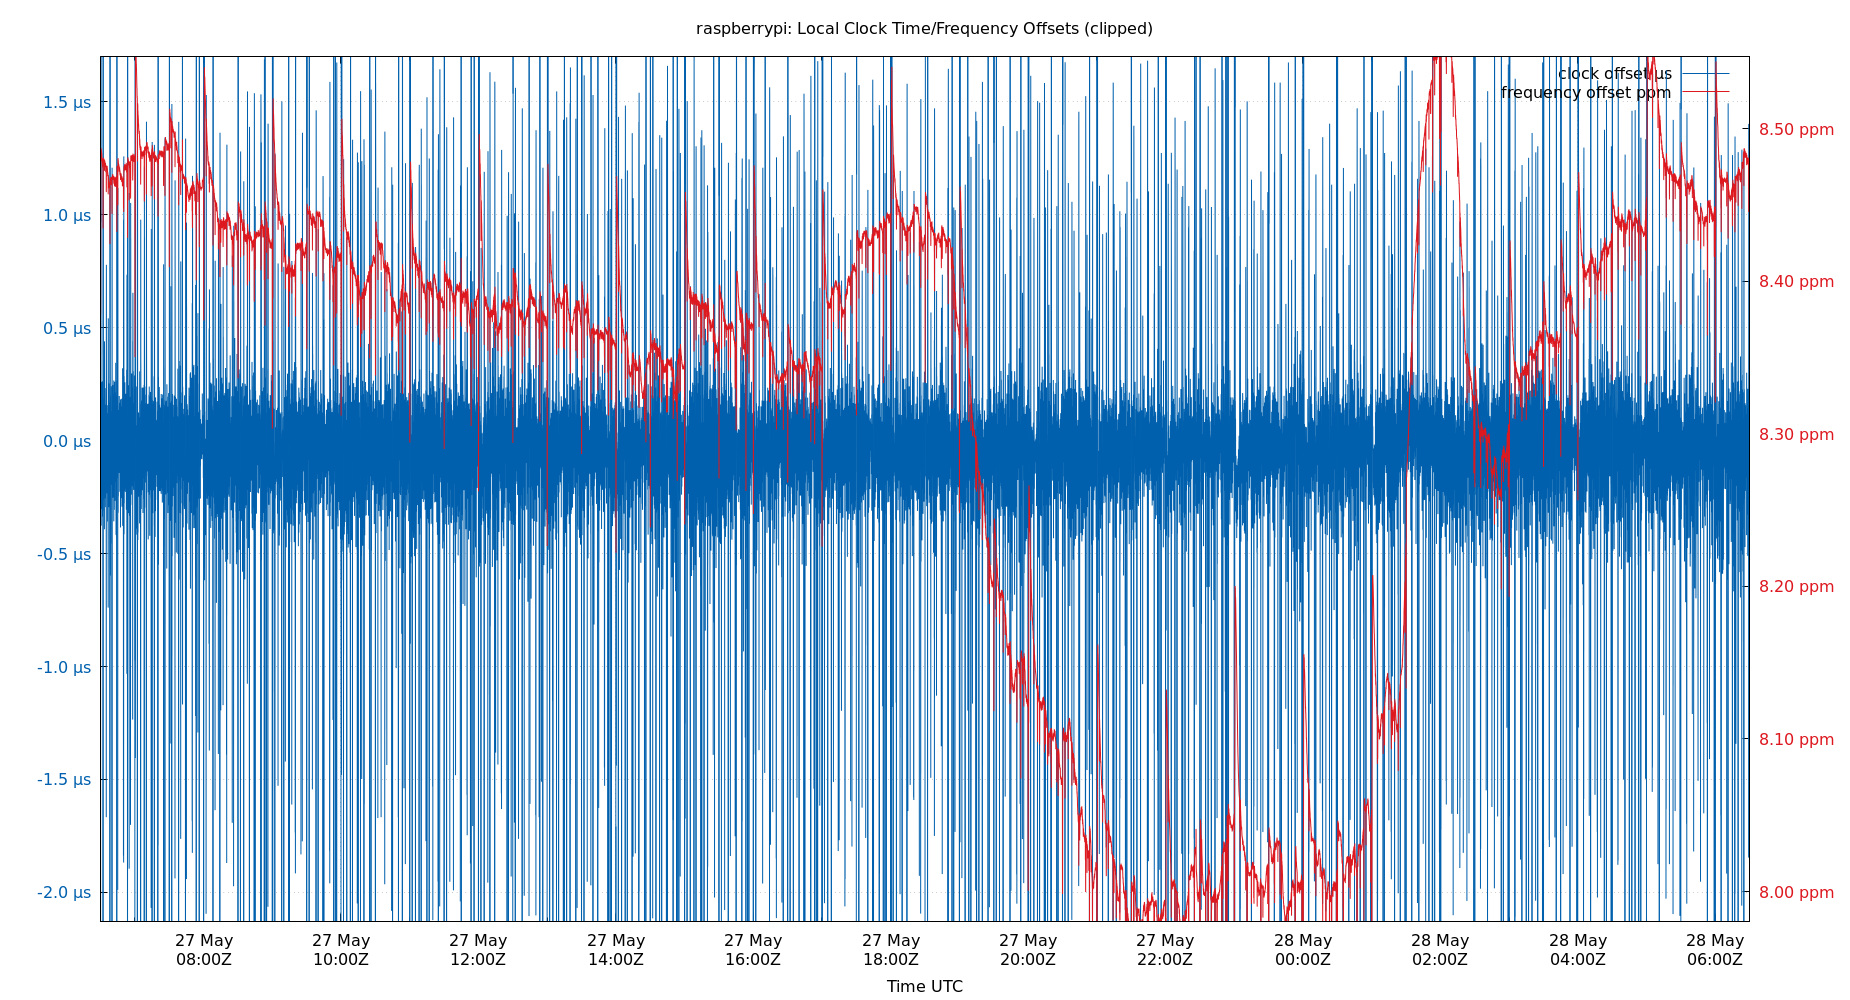 raspberrypi: Local Clock Time/Frequency Offsets (clipped)
clock offset µs
frequency offset ppm
1.5 µs
1.0 µs
0.5 µs
0.0 µs
-0.5 µs
-1.0 µs
-1.5 µs
-2.0 µs
8.50 ppm
8.40 ppm
8.30 ppm
8.20 ppm
8.10 ppm
8.00 ppm
27 May 27 May 27 May 27 May 27 May 27 May 27 May 27 May 28 May 28 May 28 May 28 May
08:00Z 10:00Z 12:00Z 14:00Z 16:00Z 18:00Z 20:00Z 22:00Z 00:00Z 02:00Z 04:00Z 06:00Z
Time UTC